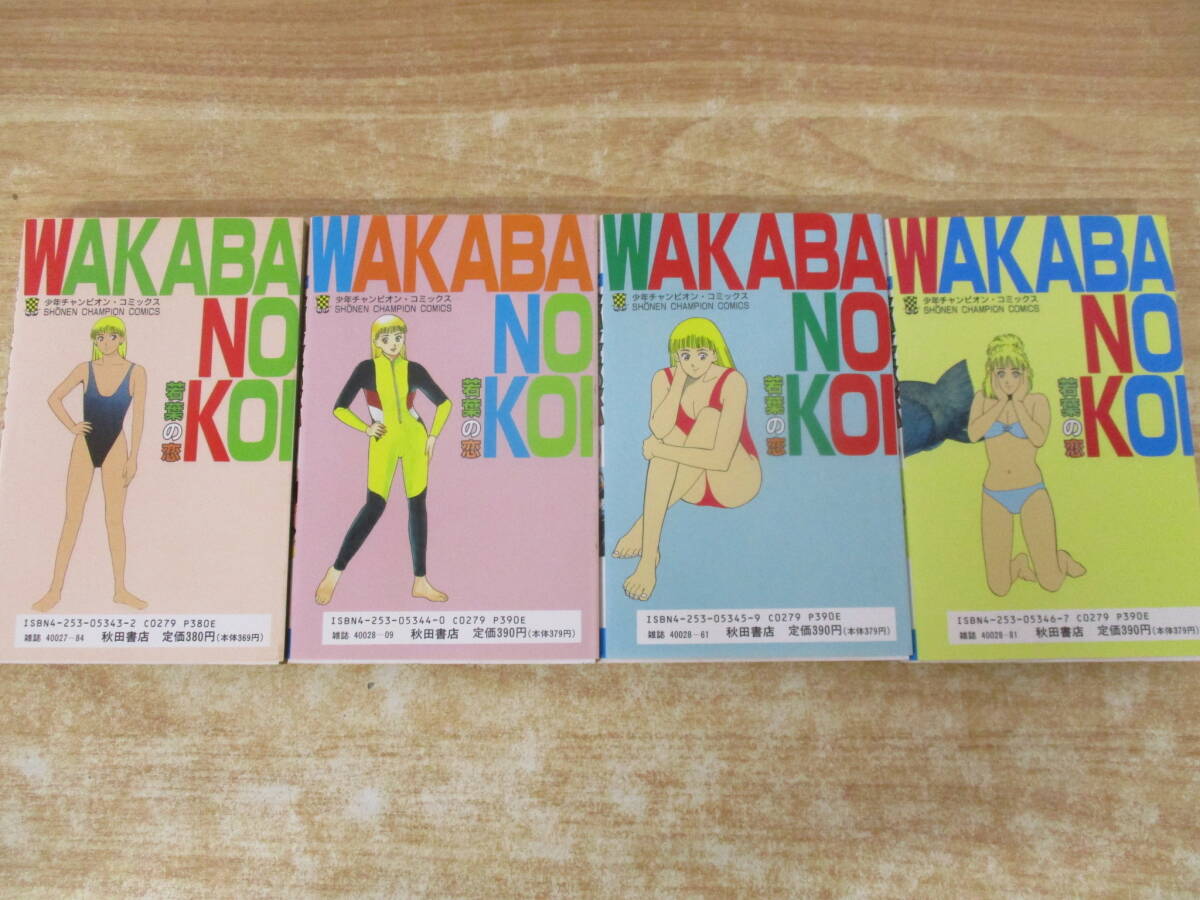 WAKABA
NO
KOI
少年チャンピオン・コミックス
SHŌNEN CHAMPION COMICS
若葉の恋
ISBN4-253-05343-2 C0279 P380E
雑誌 40027-84 秋田書店 定価380円(本体369円)
WAKABA
NO
KOI
少年チャンピオン・コミックス
SHŌNEN CHAMPION COMICS
若葉の恋
ISBN4-253-05344-0 C0279 P390E
雑誌 40028-09 秋田書店 定価390円(本体379円)
WAKABA
NO
KOI
少年チャンピオン・コミックス
SHŌNEN CHAMPION COMICS
若葉の恋
ISBN4-253-05345-9 C0279 P390E
雑誌 40028-61 秋田書店 定価390円(本体379円)
WAKABA
NO
KOI
少年チャンピオン・コミックス
SHŌNEN CHAMPION COMICS
若葉の恋
ISBN4-253-05346-7 C0279 P390E
雑誌 40028-81 秋田書店 定価390円(本体379円)